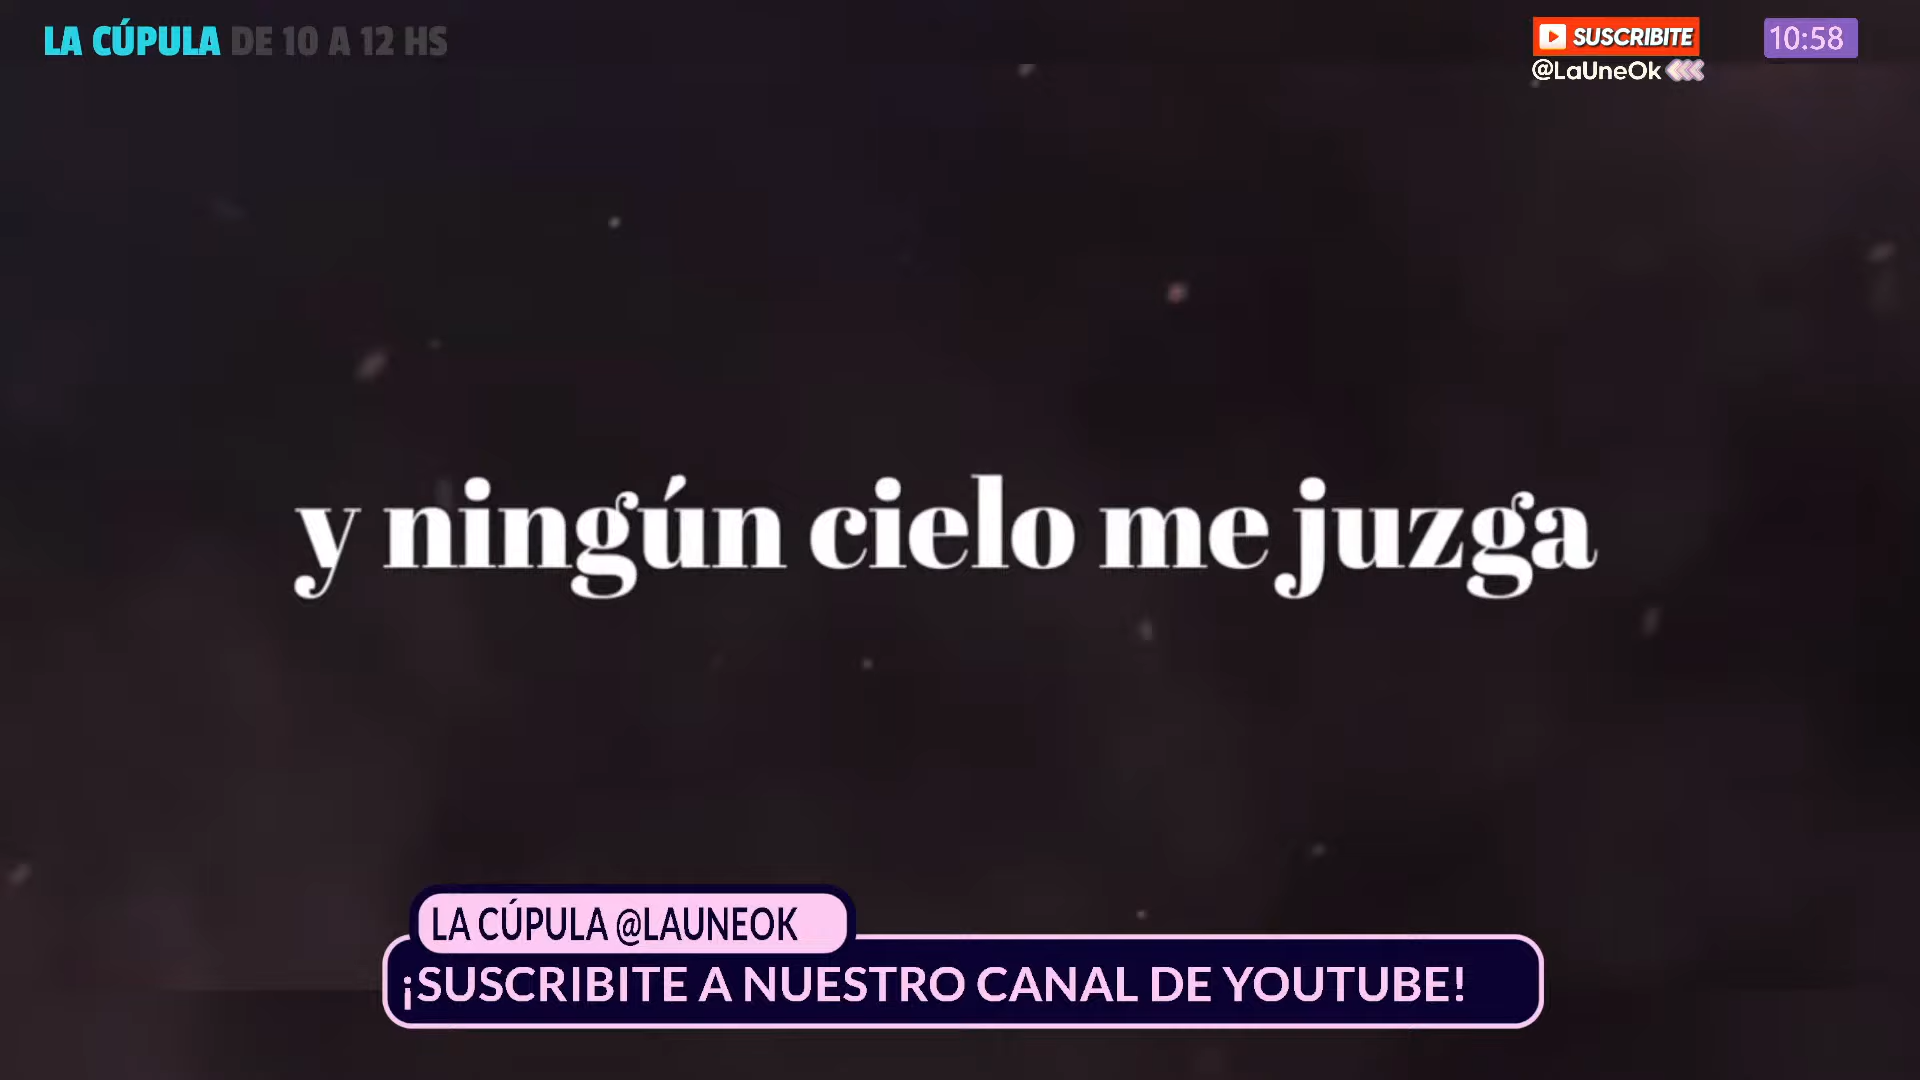 LA CÚPULA DE 10 A 12 HS
SUSCRIBITE
@LaUneOk
10:58
y ningún cielo me juzga
LA CÚPULA @LAUNEOK
¡SUSCRIBITE A NUESTRO CANAL DE YOUTUBE!